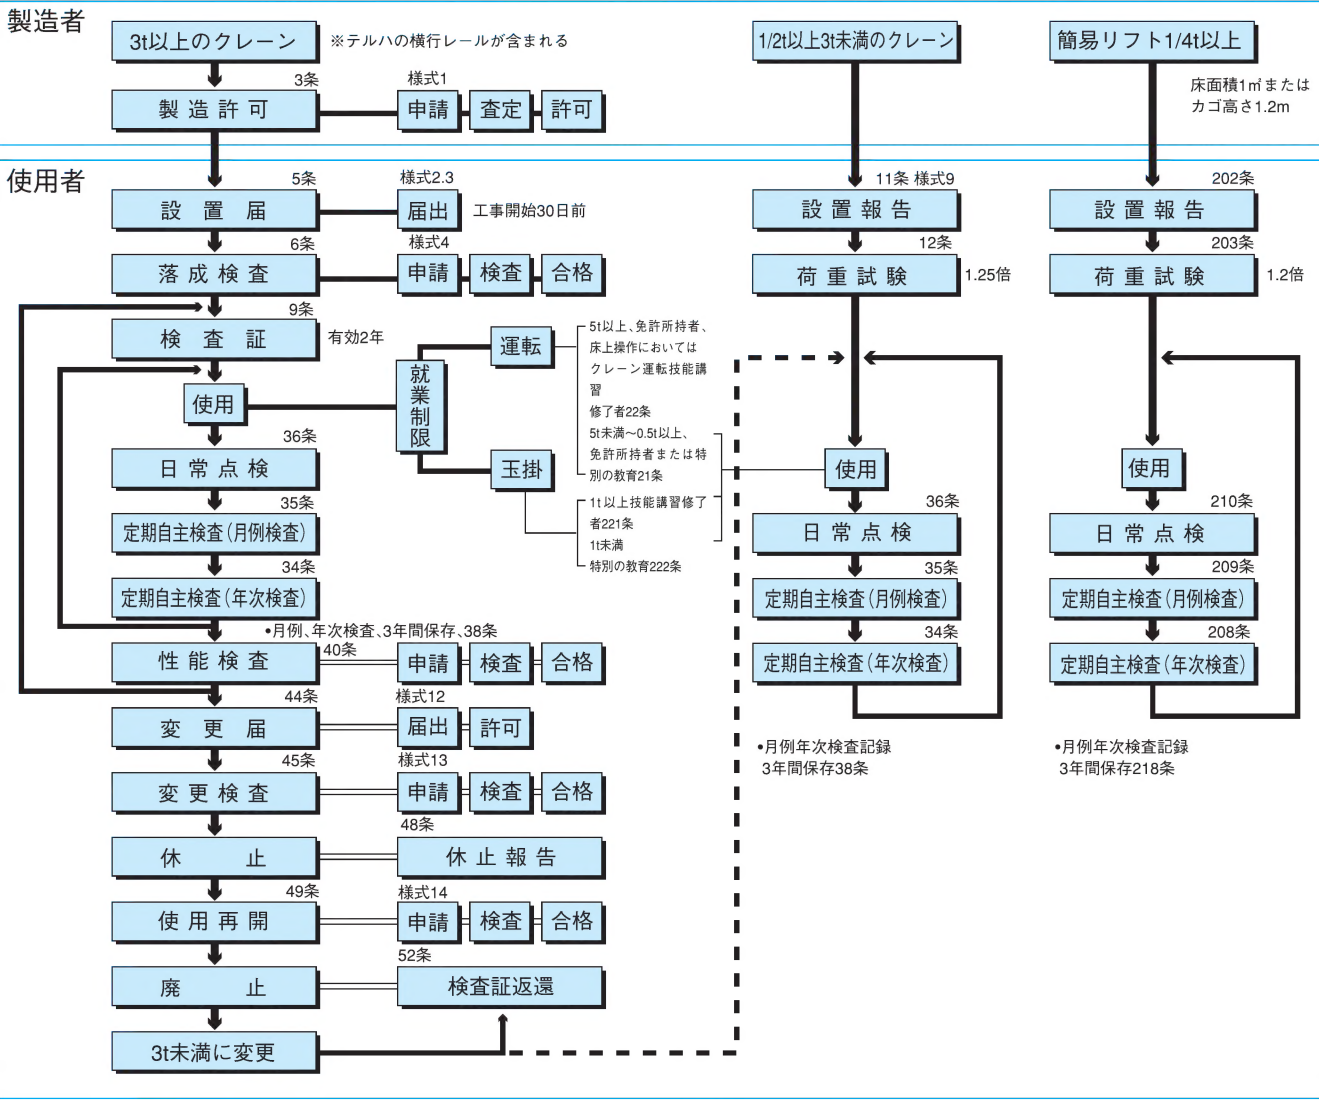 製造者
3t以上のクレーン
※テルハの横行レールが含まれる
3条
製造許可
様式1
申請
査定
許可
1/2t以上3t未満のクレーン
簡易リフト1/4t以上
床面積1㎡または
カゴ高さ1.2m
使用者
5条
設置届
様式2.3
届出
工事開始30日前
6条
落成検査
様式4
申請
検査
合格
9条
検査証
有効2年
使用
就業制限
運転
5t以上、免許所持者、
床上操作においては
クレーン運転技能講
習
修了者22条
5t未満〜0.5t以上、
免許所持者または特
別の教育21条
玉掛
1t以上技能講習修了
者221条
1t未満
特別の教育222条
36条
日常点検
35条
定期自主検査(月例検査)
34条
定期自主検査(年次検査)
•月例、年次検査、3年間保存、38条
性能検査
40条
申請
検査
合格
44条
変更届
様式12
届出
許可
45条
変更検査
様式13
申請
検査
合格
休止
48条
休止報告
49条
使用再開
様式14
申請
検査
合格
廃止
52条
検査証返還
3t未満に変更
11条 様式9
設置報告
12条
荷重試験
1.25倍
使用
36条
日常点検
35条
定期自主検査(月例検査)
34条
定期自主検査(年次検査)
•月例年次検査記録
3年間保存38条
202条
設置報告
203条
荷重試験
1.2倍
使用
210条
日常点検
209条
定期自主検査(月例検査)
208条
定期自主検査(年次検査)
•月例年次検査記録
3年間保存218条